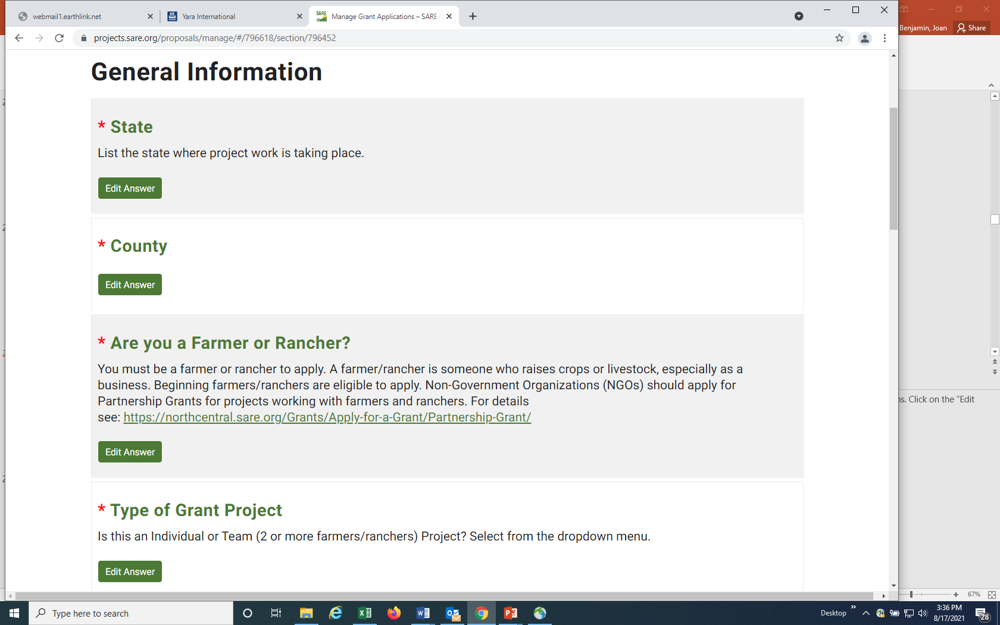 webmail1.earthlink.net
Yara International
Manage Grant Applications – SARE
Benjamin, Joan
Share
projects.sare.org/proposals/manage/#/796618/section/796452
General Information
* State
List the state where project work is taking place.
Edit Answer
* County
Edit Answer
* Are you a Farmer or Rancher?
You must be a farmer or rancher to apply. A farmer/rancher is someone who raises crops or livestock, especially as a
business. Beginning farmers/ranchers are eligible to apply. Non-Government Organizations (NGOs) should apply for
Partnership Grants for projects working with farmers and ranchers. For details
see: https://northcentral.sare.org/Grants/Apply-for-a-Grant/Partnership-Grant/
Edit Answer
ns. Click on the “Edit
* Type of Grant Project
Is this an Individual or Team (2 or more farmers/ranchers) Project? Select from the dropdown menu.
Edit Answer
67%
Type here to search
Desktop
3:36 PM
8/17/2021
28